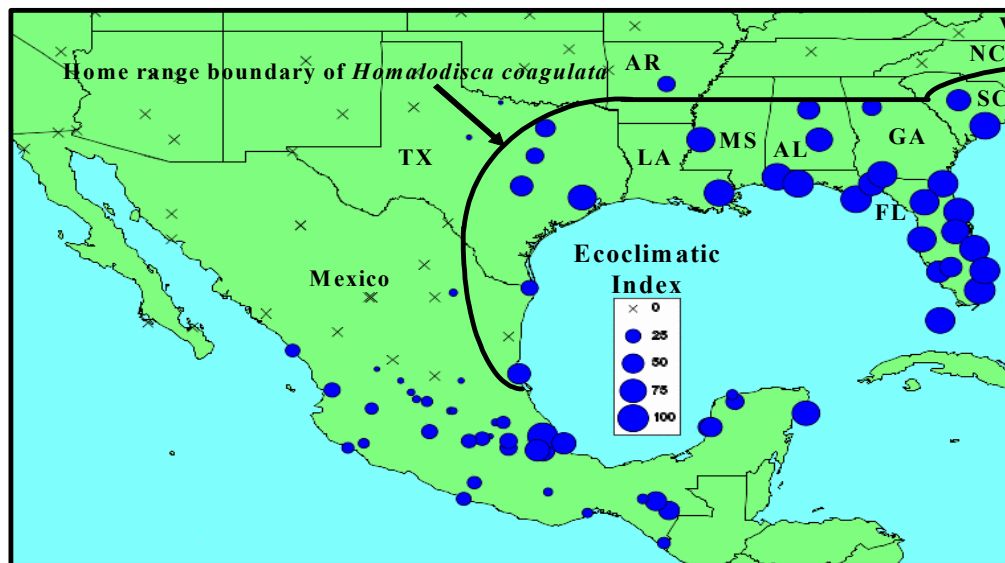 NC
AR
Home range boundary of Homalodisca coagulata
SC
MS
GA
TX
LA
AL
FL
Ecoclimatic
Index
Mexico
0
25
50
75
100